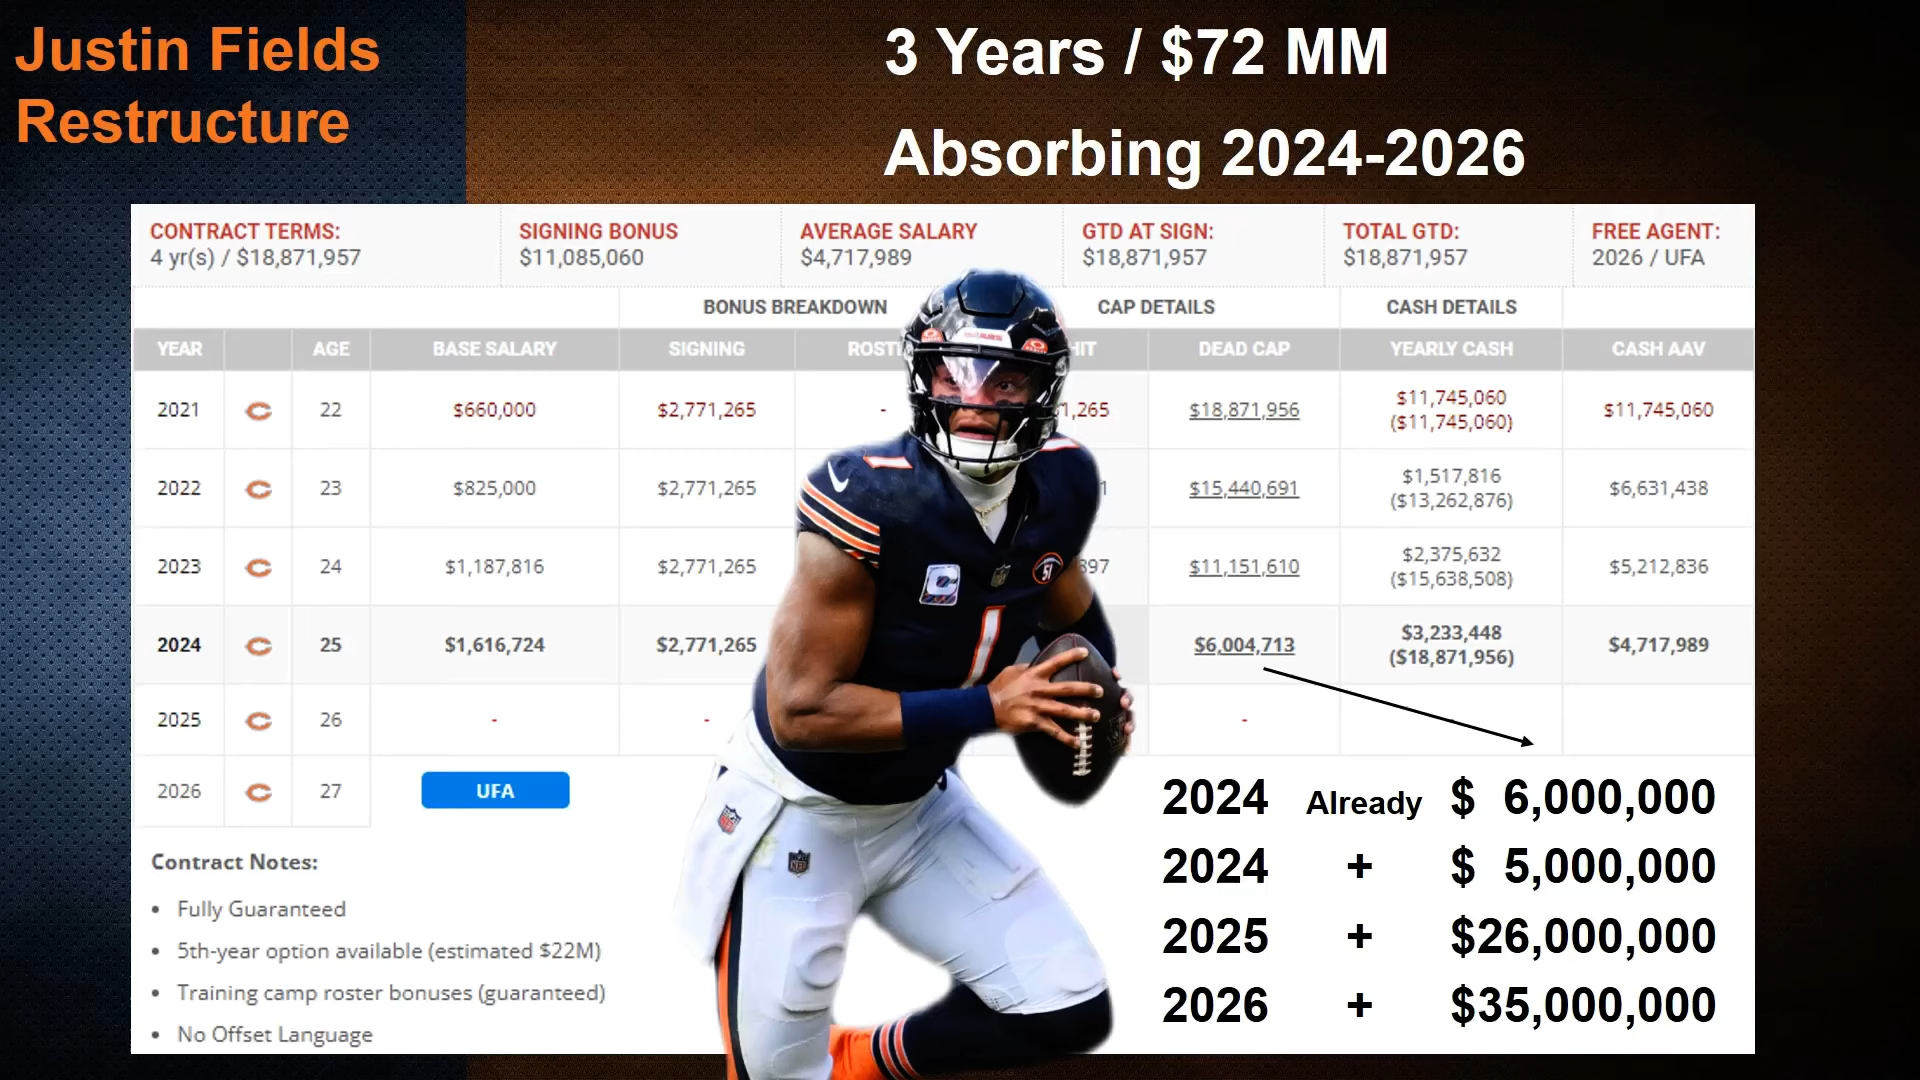 Justin Fields
Restructure
3 Years / $72 MM
Absorbing 2024-2026
CONTRACT TERMS: SIGNING BONUS AVERAGE SALARY GTD AT SIGN: TOTAL GTD: FREE AGENT:
4 yr(s) / $18,871,957 $11,085,060 $4,717,989 $18,871,957 $18,871,957 2026 / UFA
BONUS BREAKDOWN CAP DETAILS CASH DETAILS
YEAR AGE BASE SALARY SIGNING DEAD CAP YEARLY CASH CASH AAV
2021 22 $660,000 $2,771,265 - 1,265 $18,871,956 $11,745,060 ($11,745,060) $11,745,060
2022 23 $825,000 $2,771,265 1 $15,440,691 $1,517,816 ($13,262,876) $6,631,438
2023 24 $1,187,816 $2,771,265 897 $11,151,610 $2,375,632 ($15,638,508) $5,212,836
2024 25 $1,616,724 $2,771,265 $6,004,713 $3,233,448 ($18,871,956) $4,717,989
2025 26 - - -
2026 27 UFA
Contract Notes:
• Fully Guaranteed
• 5th-year option available (estimated $22M)
• Training camp roster bonuses (guaranteed)
• No Offset Language
2024 Already $ 6,000,000
2024 + $ 5,000,000
2025 + $26,000,000
2026 + $35,000,000
1
51
1